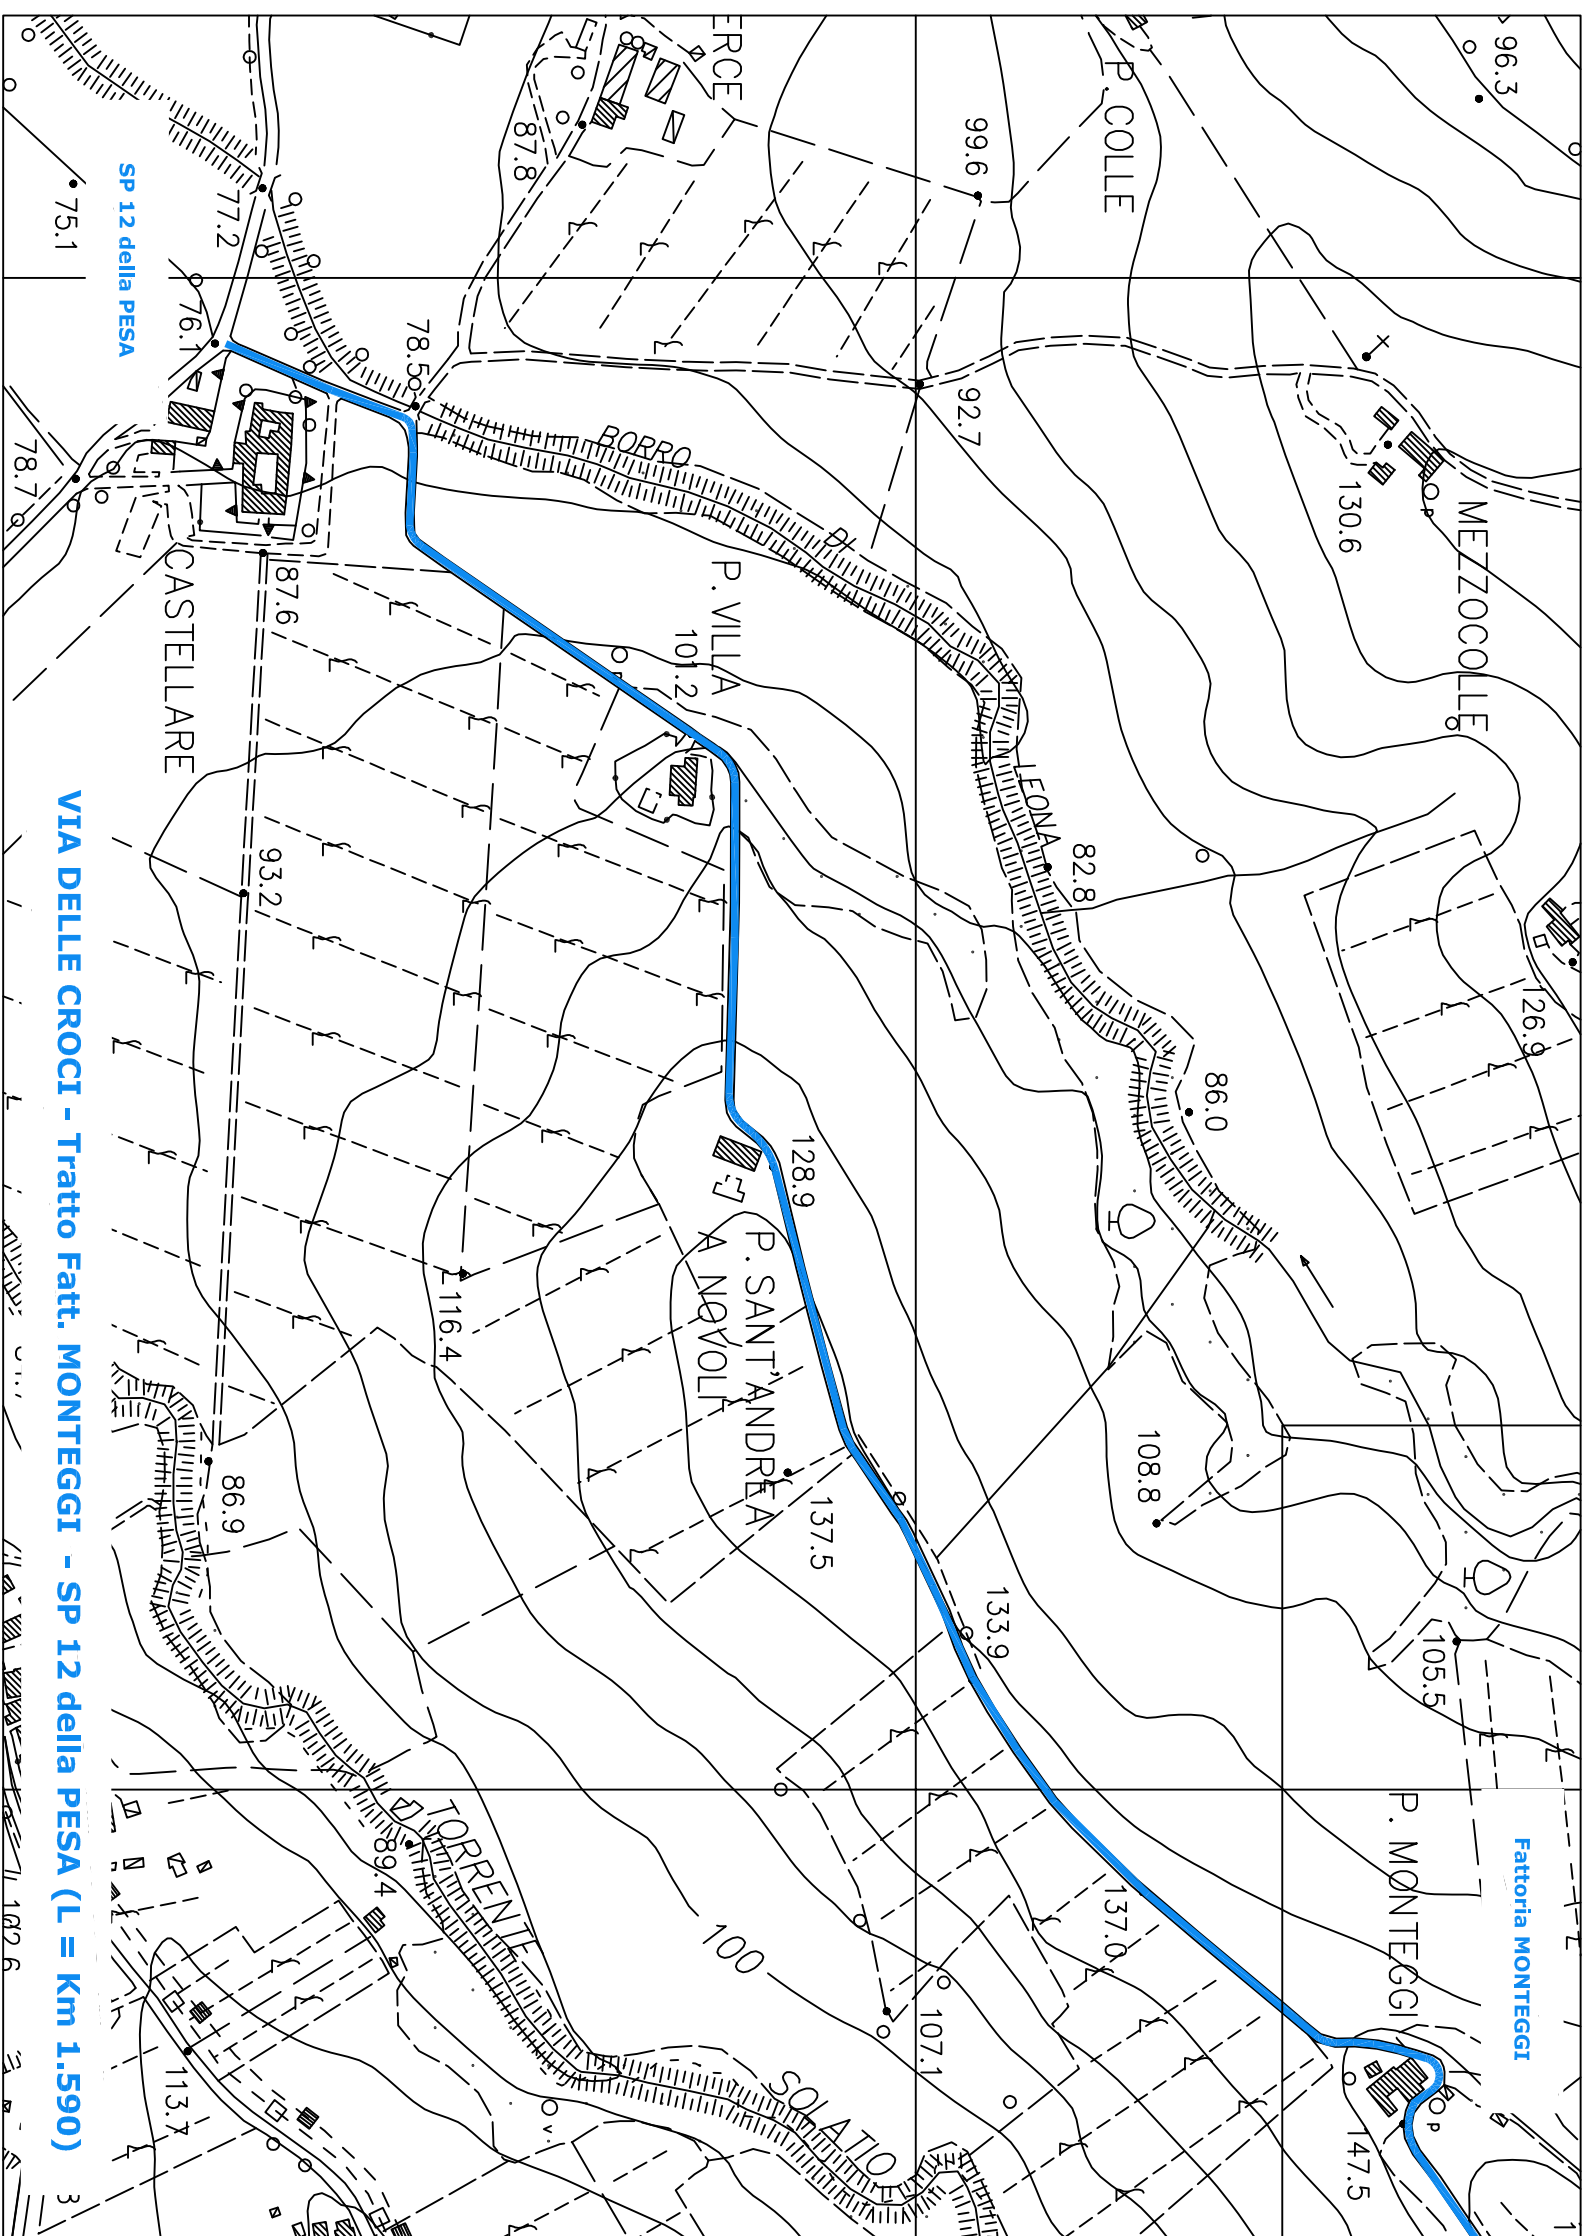 96.3
P. COLLE
99.6
87.8
77.2
75.1
SP 12 della PESA
76.1
78.5
92.7
BORRO
DI
LEONA
130.6
MEZZOCOLLE
78.7
CASTELLARE
87.6
P. VILLA
101.2
93.2
82.8
126.9
86.0
128.9
P. SANT'ANDREA
A NOVOLI
116.4
137.5
108.8
86.9
133.9
105.5
P. MONTEGGI
Fattoria MONTEGGI
TORRENTE
89.4
100
137.0
107.1
SOLATIO
113.7
147.5
p
p
v
3
VIA DELLE CROCI - Tratto Fatt. MONTEGGI - SP 12 della PESA (L = Km 1.590)